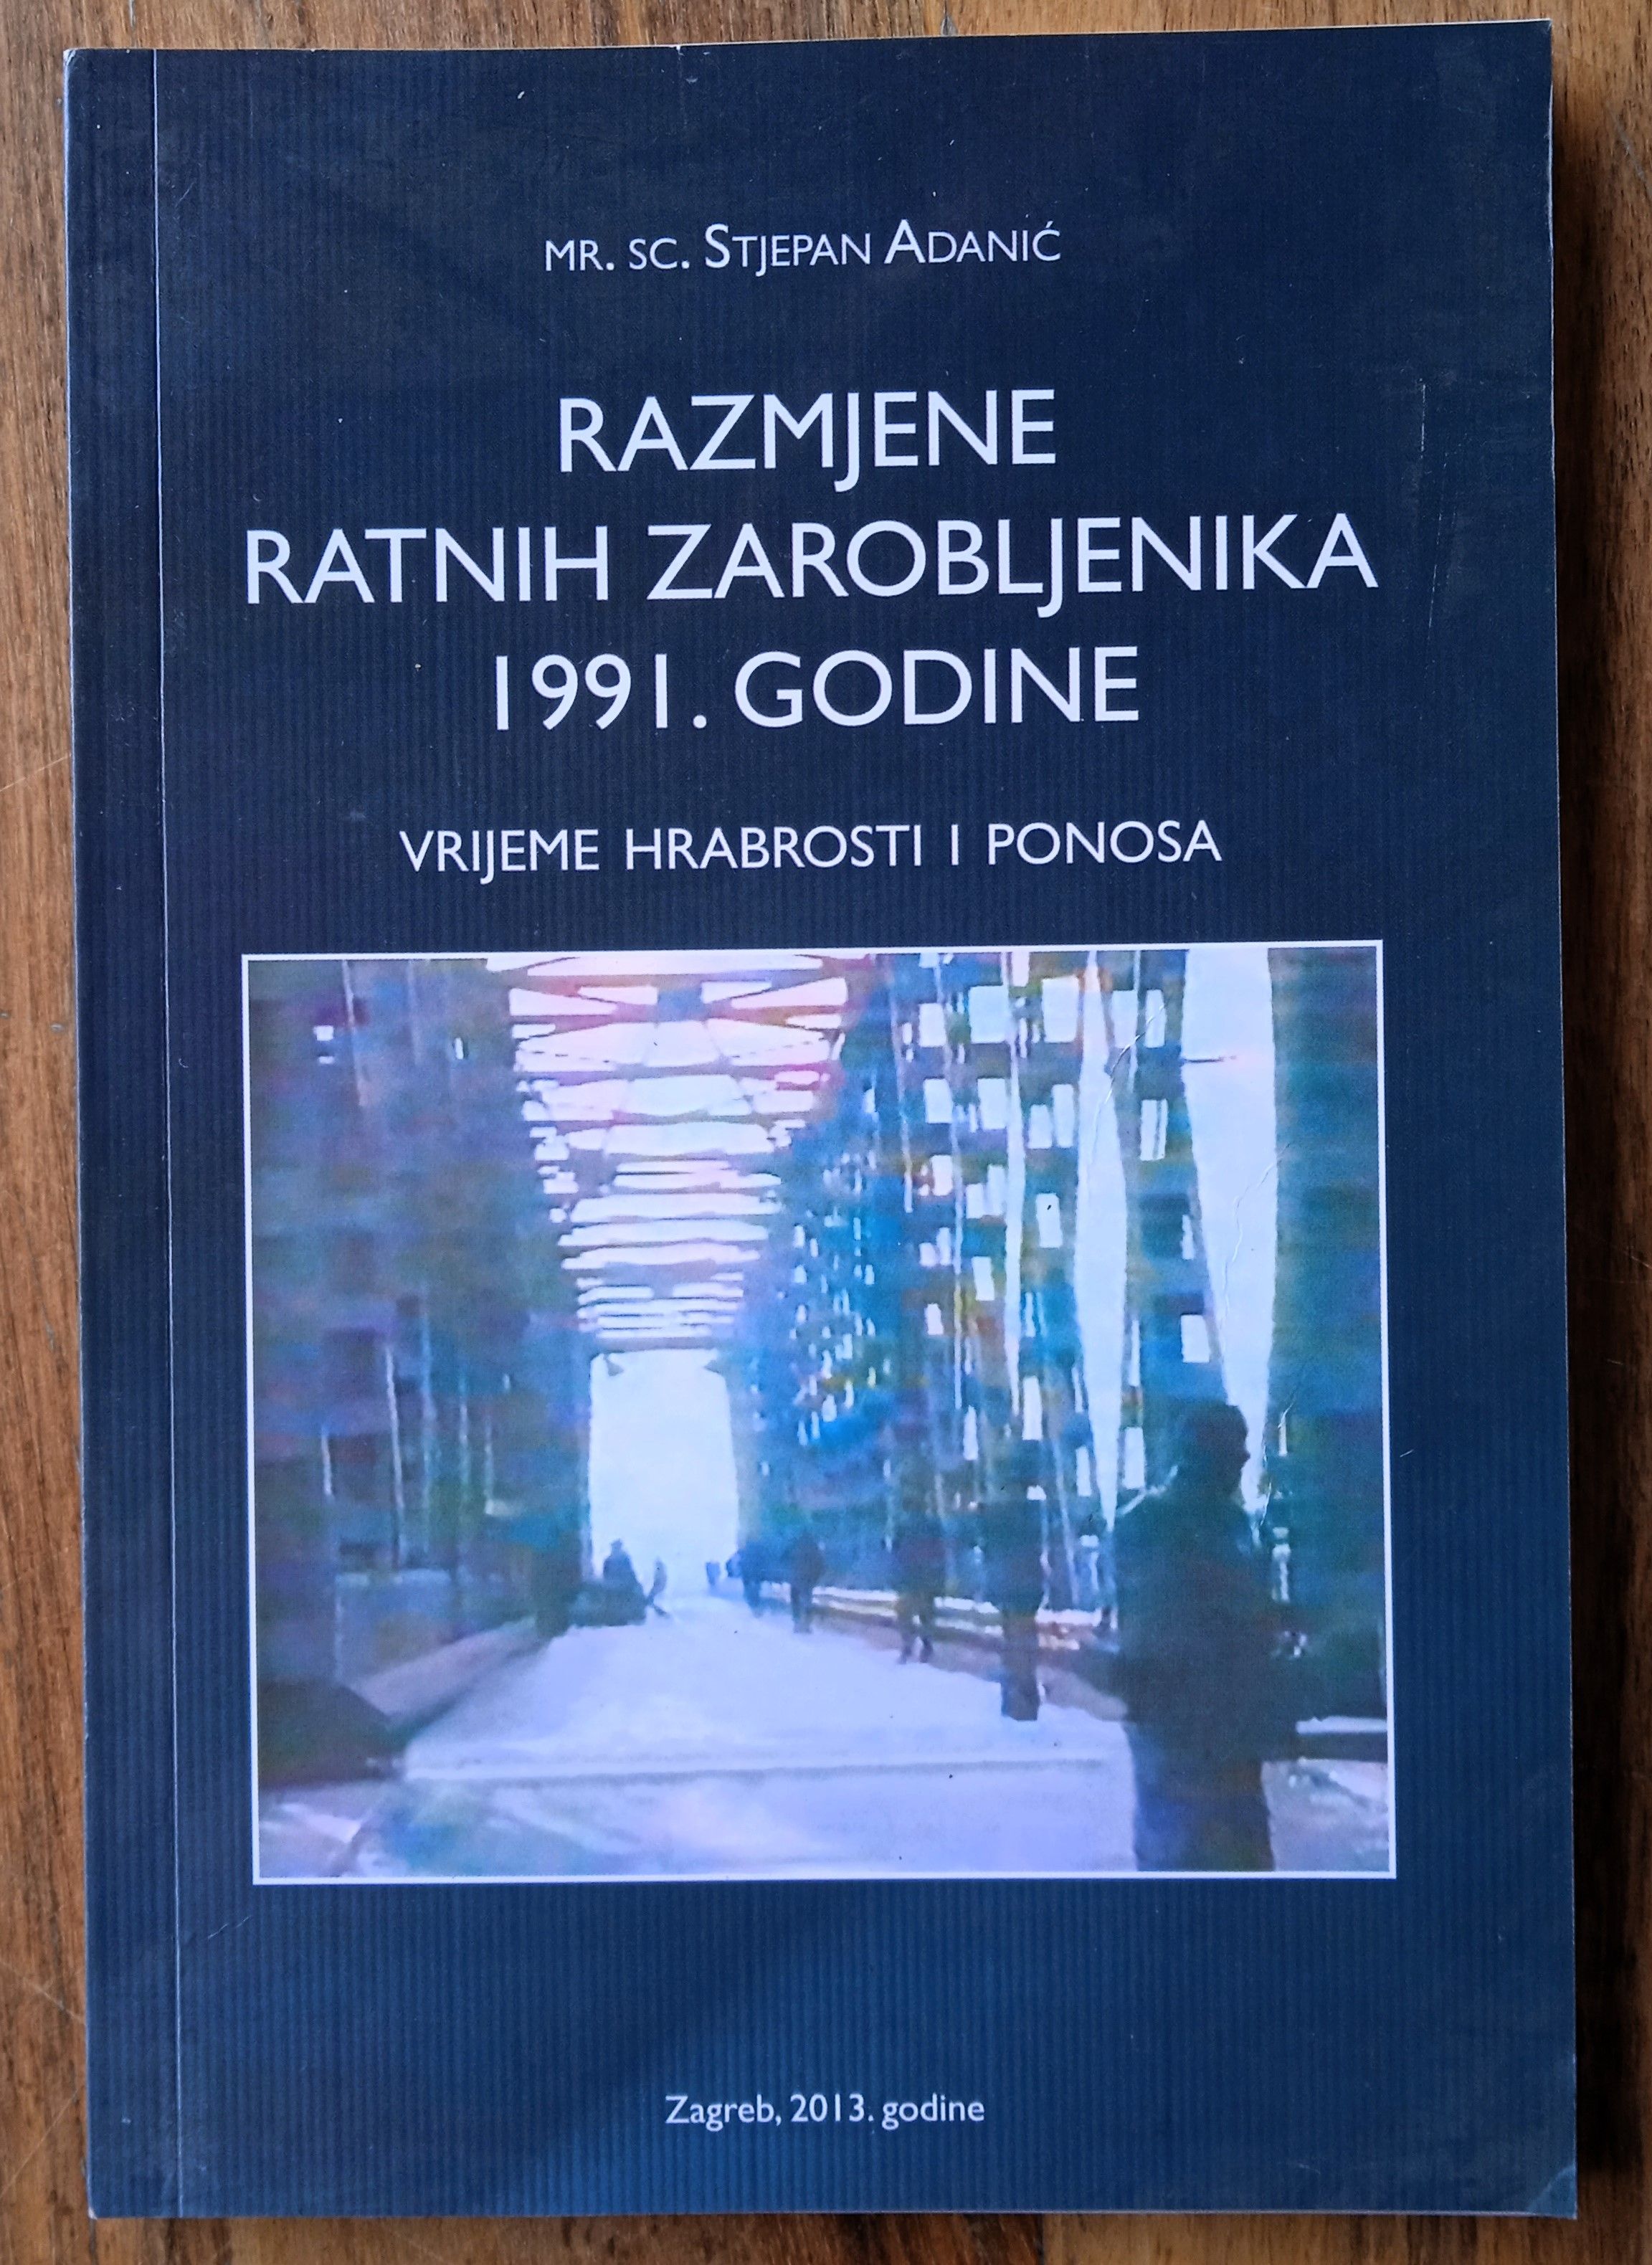 MR. SC. STJEPAN ADANIĆ
RAZMJENE
RATNIH ZAROBLJENIKA
1991. GODINE
VRIJEME HRABROSTI I PONOSA
Zagreb, 2013. godine